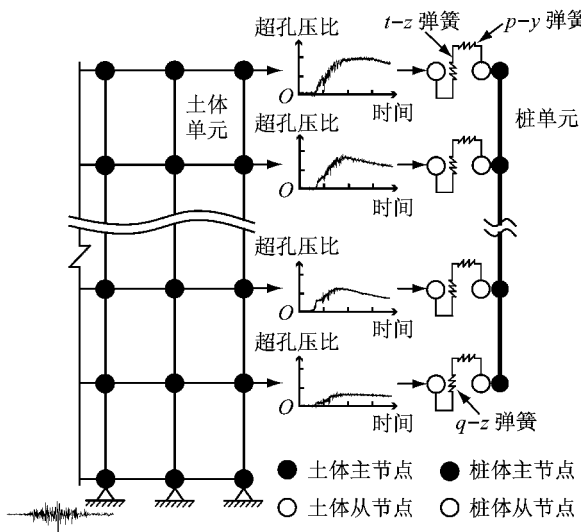 超孔压比
t-z 弹簧
p-y 弹簧
O
时间
土体
单元
桩单元
超孔压比
O
时间
超孔压比
O
时间
超孔压比
O
时间
q-z 弹簧
土体主节点
桩体主节点
土体从节点
桩体从节点